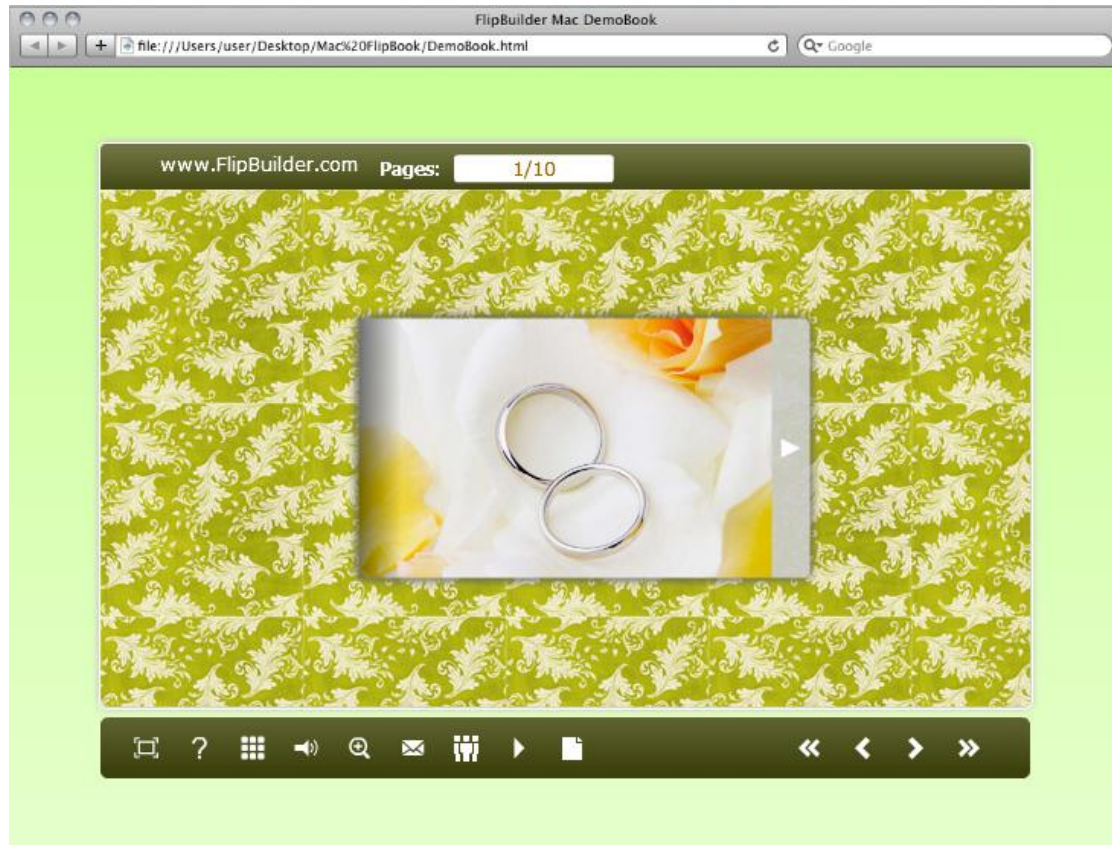 FlipBuilder Mac DemoBook
file:///Users/user/Desktop/Mac%20FlipBook/DemoBook.html
Google
www.FlipBuilder.com Pages: 1/10